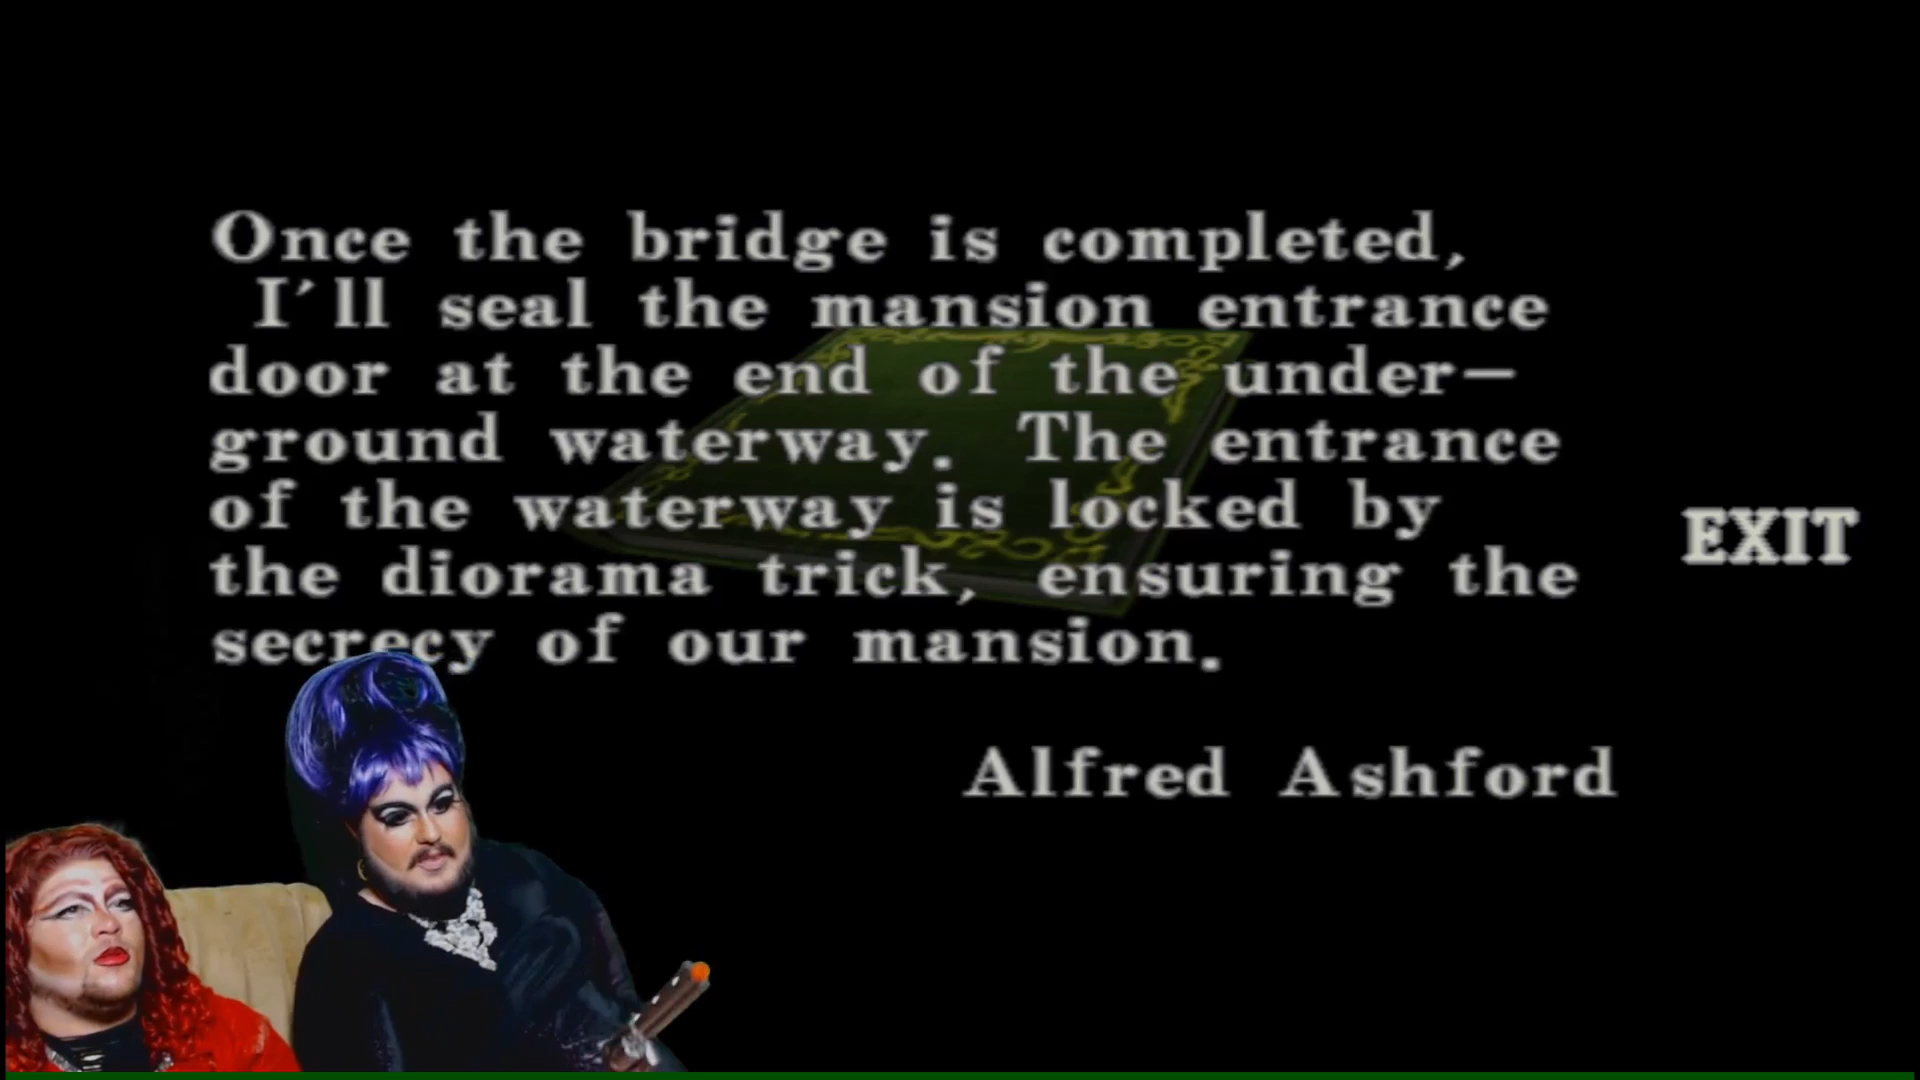 Once the bridge is completed,
I'll seal the mansion entrance
door at the end of the under-
ground waterway. The entrance
of the waterway is locked by
the diorama trick, ensuring the
secrecy of our mansion.
EXIT
Alfred Ashford